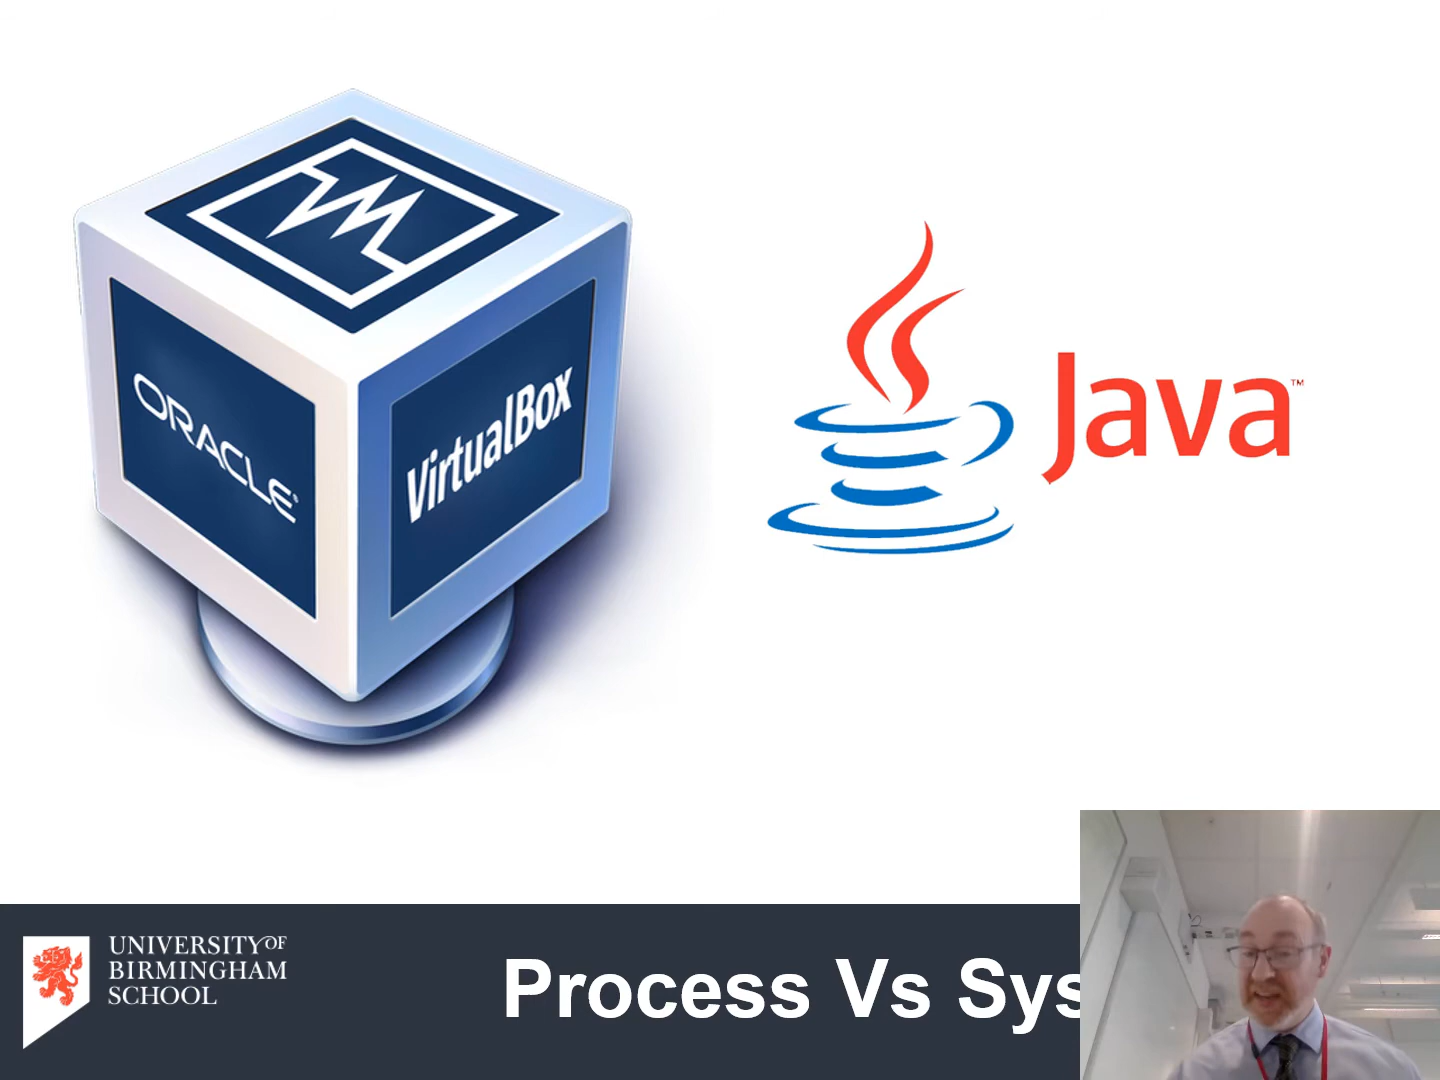 ORACLE®
VirtualBox
Java™
UNIVERSITY OF
BIRMINGHAM
SCHOOL
Process Vs Sys